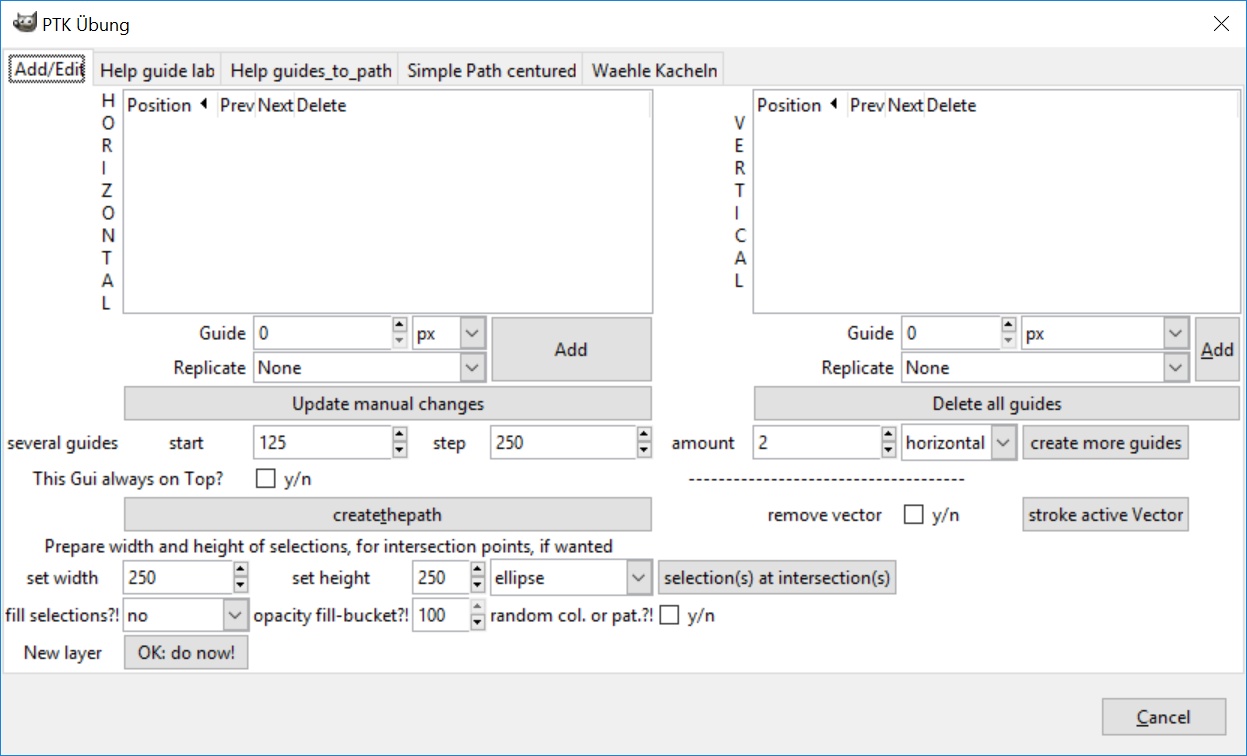 PTK Übung
Add/Edit Help guide lab Help guides_to_path Simple Path centured Waehle Kacheln
HORIZONTAL
Position Prev Next Delete
VERTICAL
Position Prev Next Delete
Guide 0 px Add
Replicate None
Guide 0 px Add
Replicate None
Update manual changes Delete all guides
several guides start 125 step 250 amount 2 horizontal create more guides
This Gui always on Top? y/n ------------------------------------
createthepath remove vector y/n stroke active Vector
Prepare width and height of selections, for intersection points, if wanted
set width 250 set height 250 ellipse selection(s) at intersection(s)
fill selections?! no opacity fill-bucket?! 100 random col. or pat.?! y/n
New layer OK: do now!
Cancel